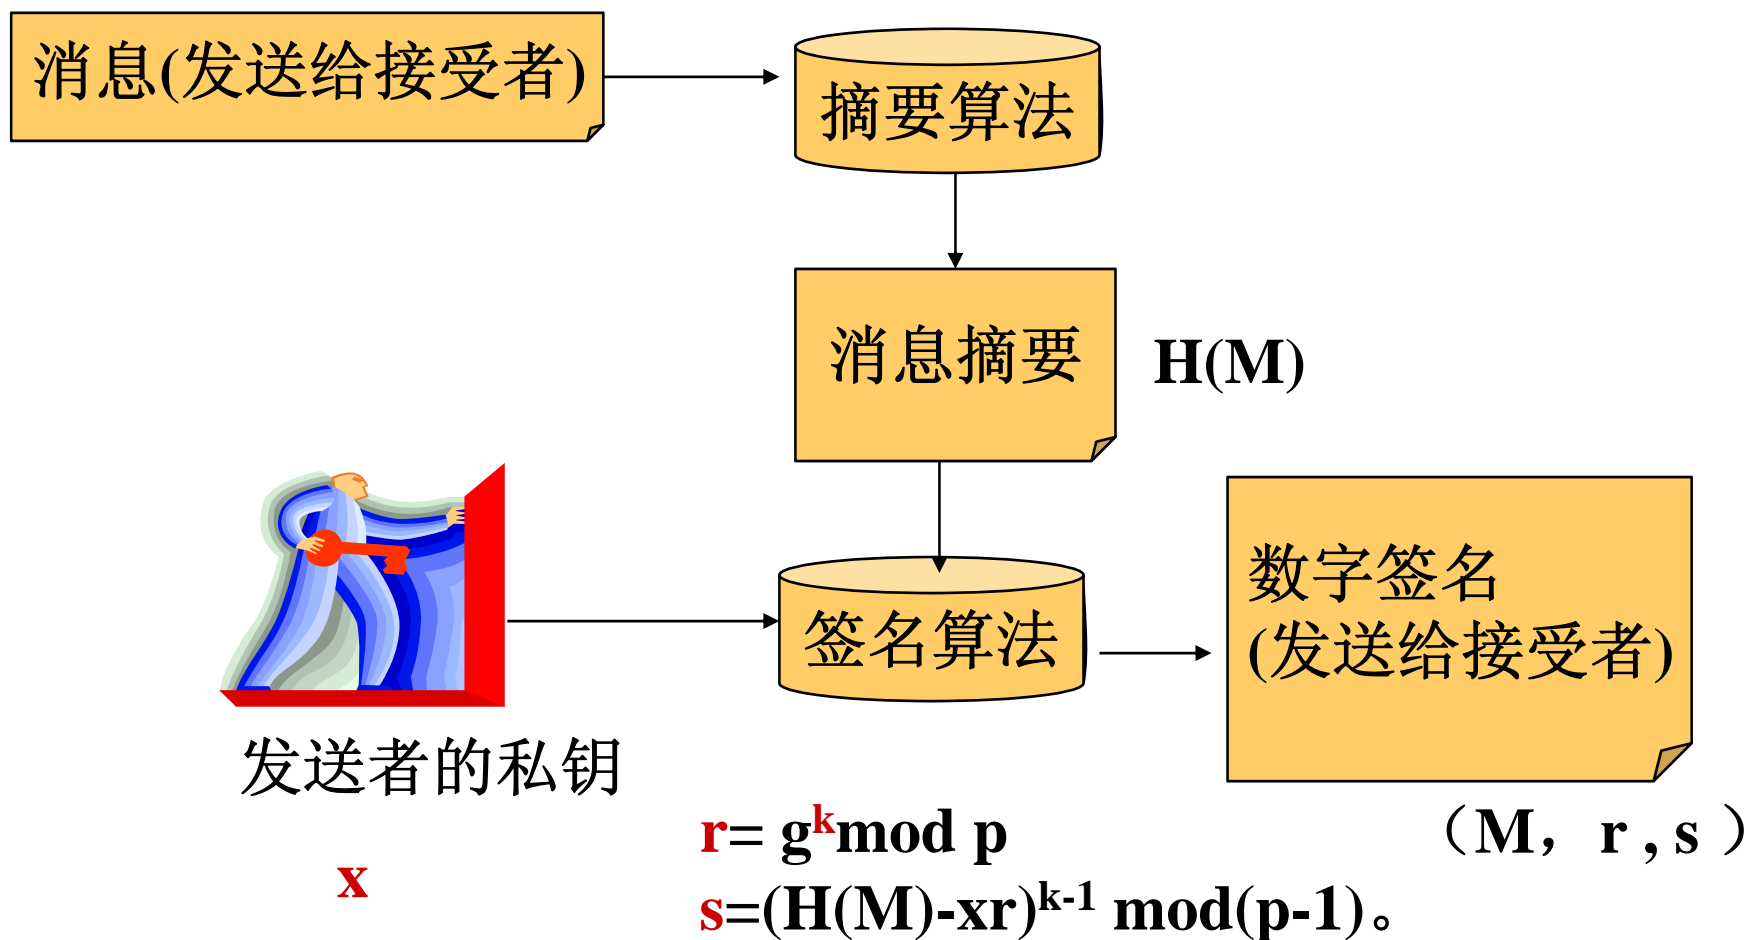 消息(发送给接受者)
摘要算法
消息摘要
H(M)
签名算法
数字签名
(发送给接受者)
发送者的私钥
x
r= g^k mod p
s=(H(M)-xr)^k-1 mod(p-1)。
（M，r , s ）